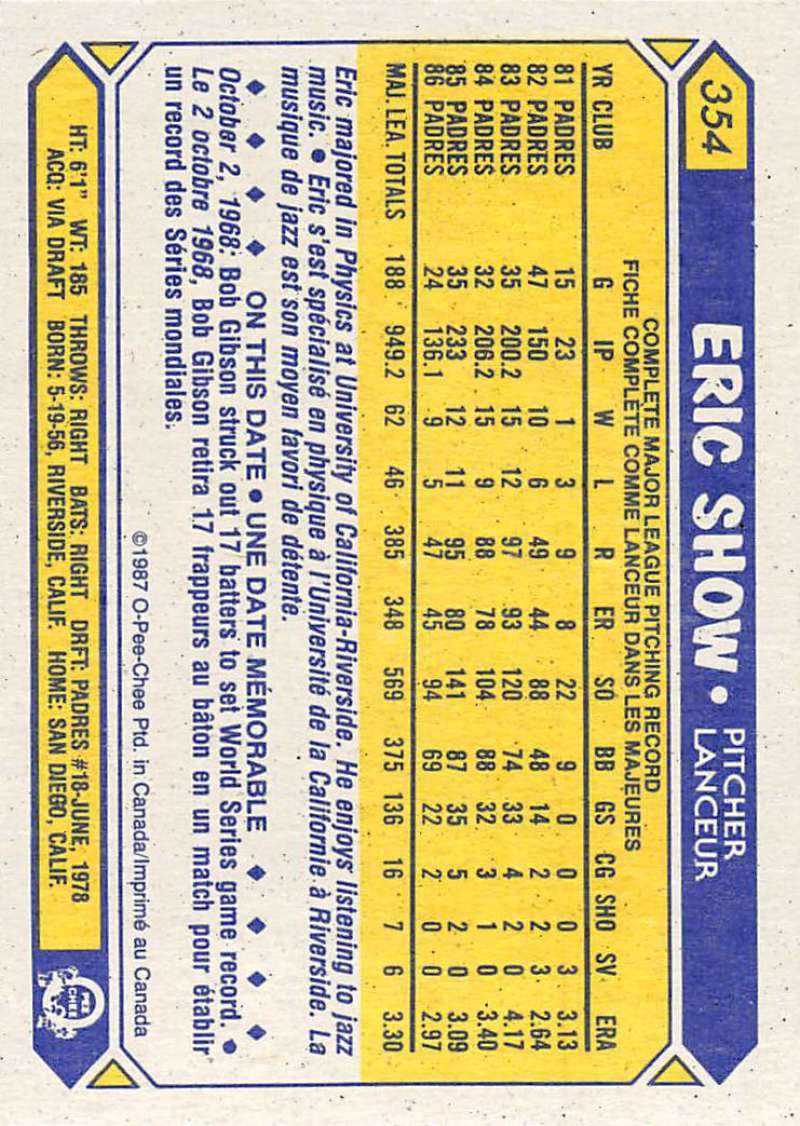 354
ERIC SHOW • PITCHER
LANCEUR
COMPLETE MAJOR LEAGUE PITCHING RECORD
FICHE COMPLÈTE COMME LANCEUR DANS LES MAJEURES
YR CLUB G IP W L R ER SO BB GS CG SHO SV ERA
81 PADRES 15 23 1 3 9 8 22 9 0 0 0 3 3.13
82 PADRES 47 150 10 6 49 44 88 48 14 2 2 3 2.64
83 PADRES 35 200.2 15 12 97 93 120 74 33 4 2 0 4.17
84 PADRES 32 206.2 15 9 88 78 104 88 32 3 1 0 3.40
85 PADRES 35 233 12 11 95 80 141 87 35 5 2 0 3.09
86 PADRES 24 136.1 9 5 47 45 94 69 22 2 0 0 2.97
MAJ. LEA. TOTALS 188 949.2 62 46 385 348 569 375 136 16 7 6 3.30
Eric majored in Physics at University of California-Riverside. He enjoys listening to jazz
music. • Eric s'est spécialisé en physique à l'Université de la Californie à Riverside. La
musique de jazz est son moyen favori de détente.
◆ ◆ ◆ ◆ ON THIS DATE • UNE DATE MÉMORABLE ◆ ◆ ◆ ◆
October 2, 1968: Bob Gibson struck out 17 batters to set World Series game record. •
Le 2 octobre 1968, Bob Gibson retira 17 frappeurs au bâton en un match pour établir
un record des Séries mondiales.
©1987 O-Pee-Chee Ptd. in Canada/Imprimé au Canada
HT: 6'1" WT: 185 THROWS: RIGHT BATS: RIGHT DRFT: PADRES #18-JUNE, 1978
ACQ: VIA DRAFT BORN: 5-19-56, RIVERSIDE, CALIF. HOME: SAN DIEGO, CALIF.
O PEE CHEE